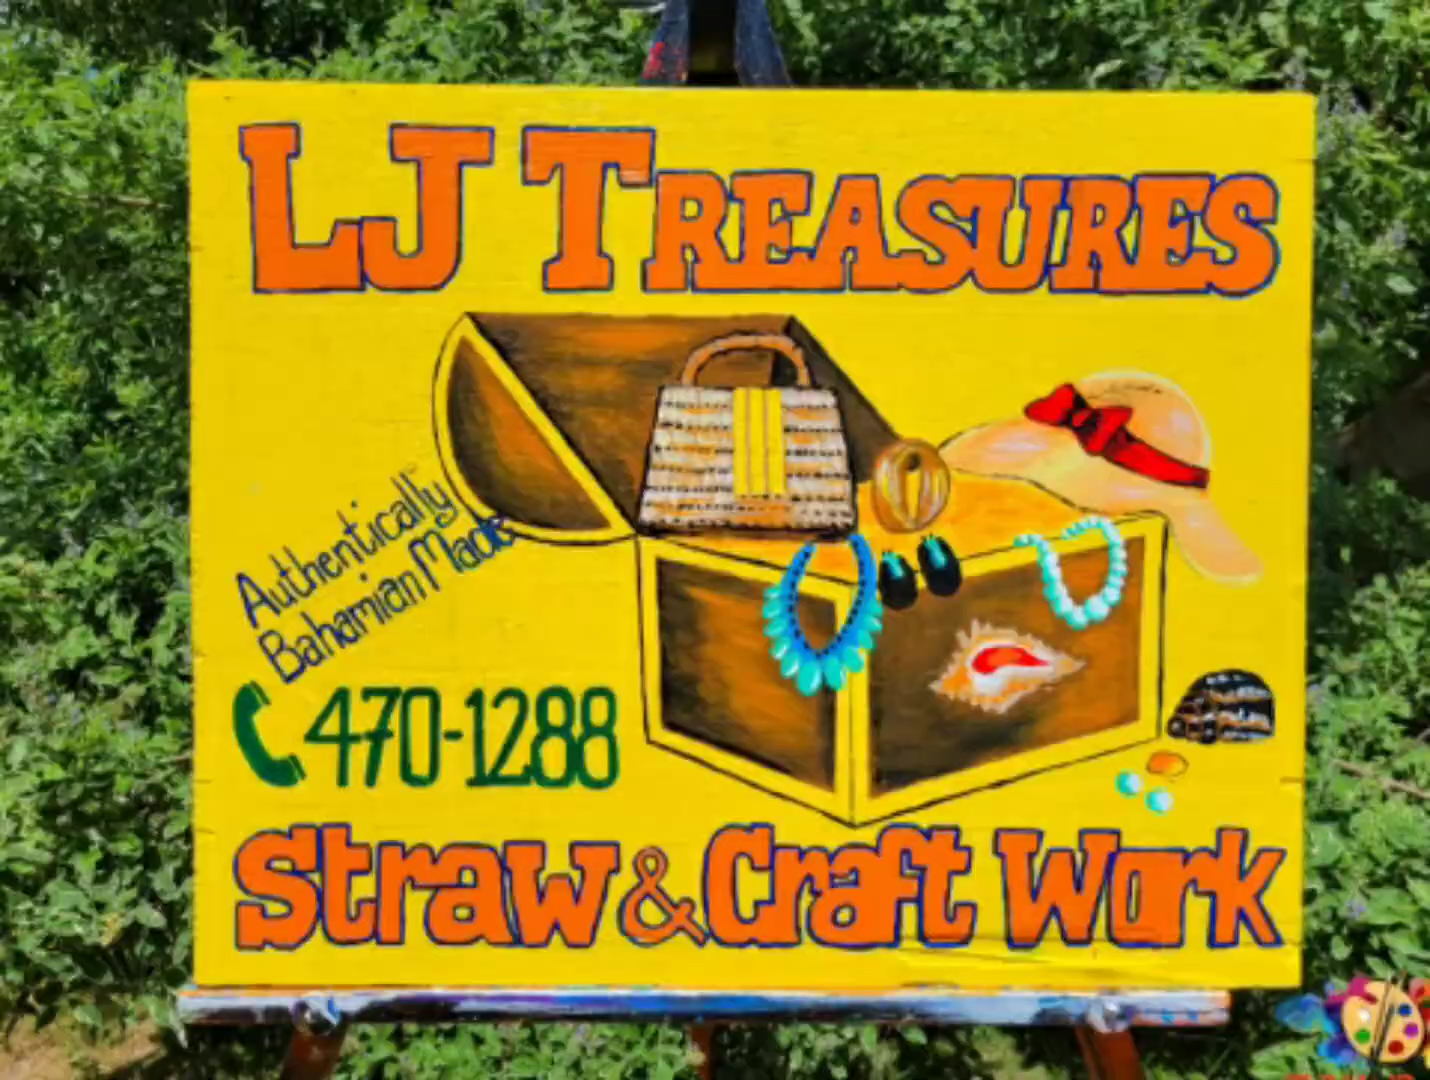 LJ TREASURES
Authentically
Bahamian Made
470-1288
Straw & Craft Work